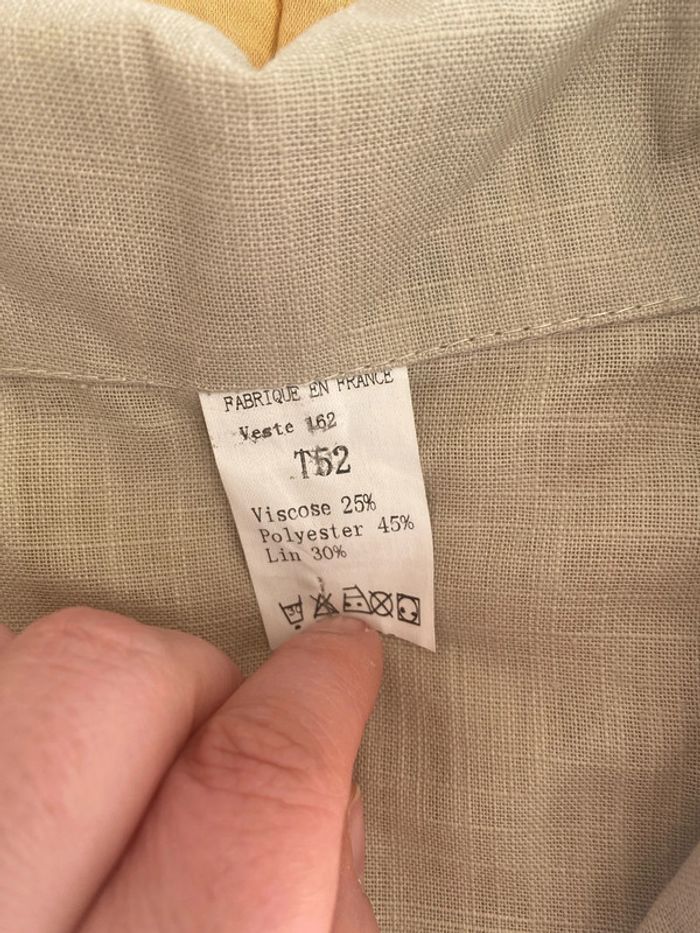 FABRIQUE EN FRANCE
Veste 162
T52
Viscose 25%
Polyester 45%
Lin 30%